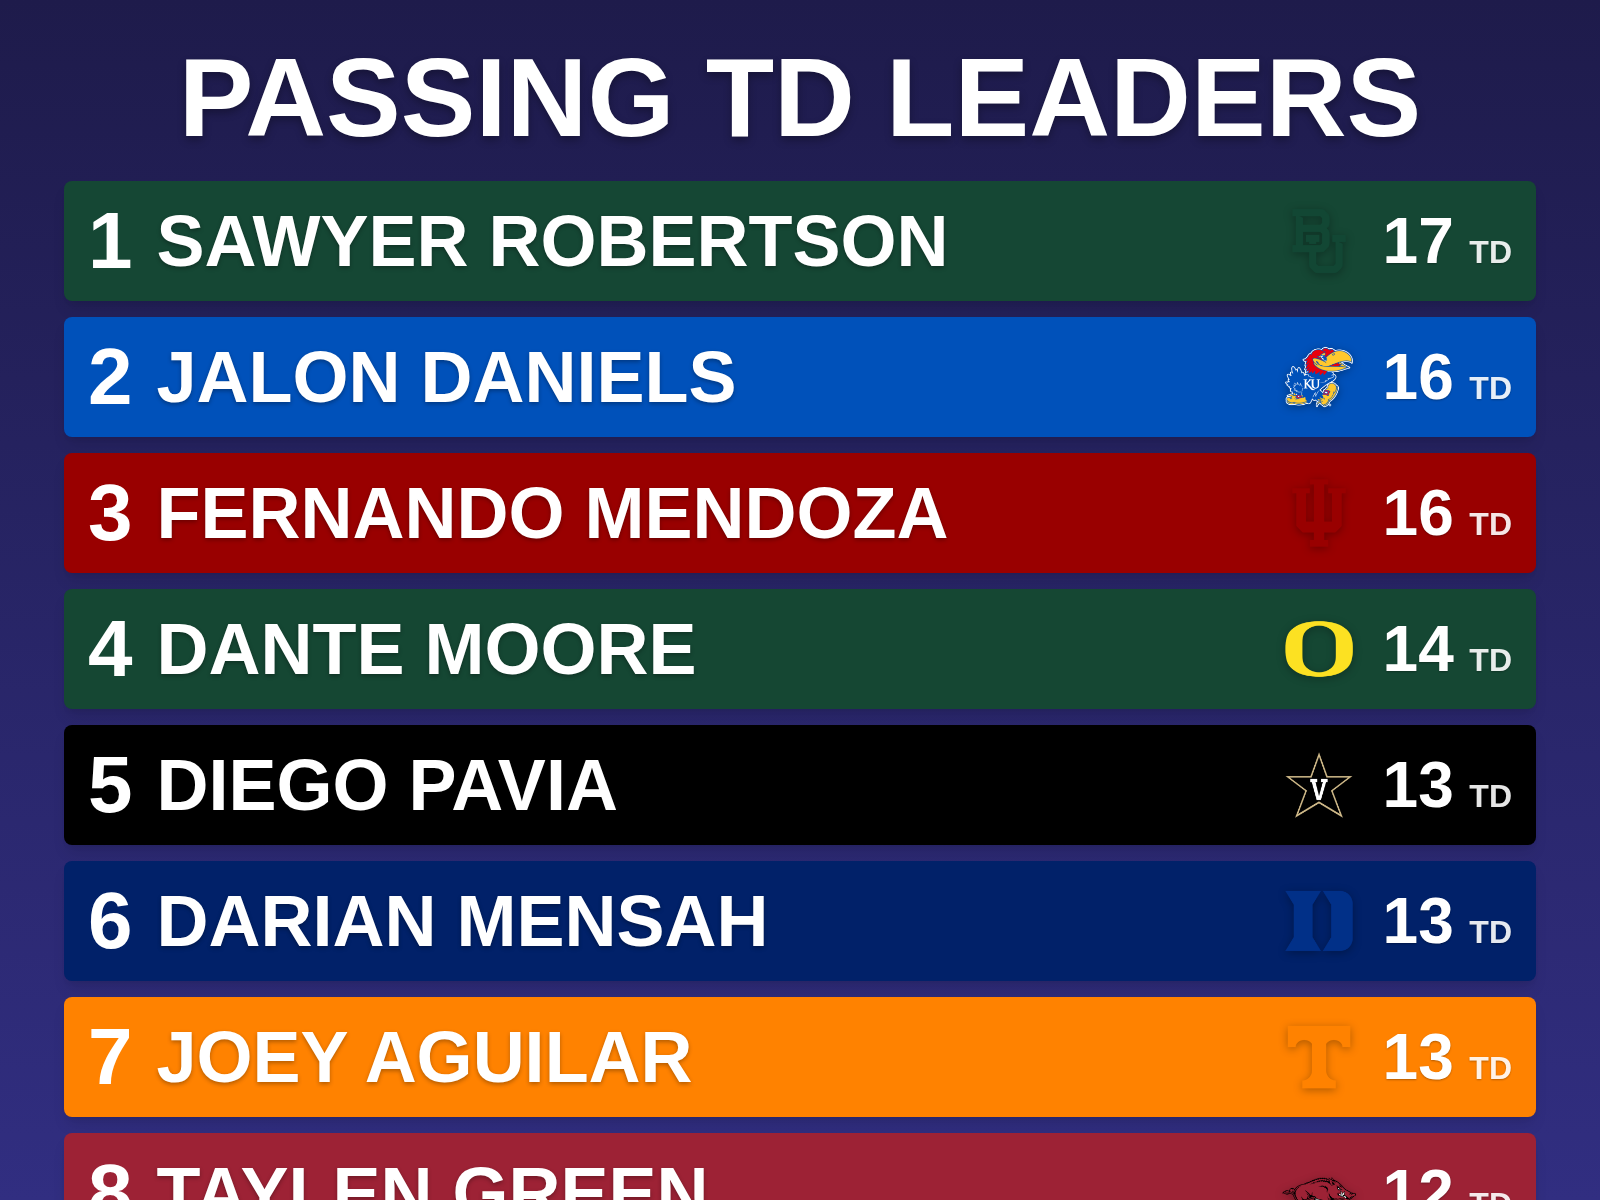 PASSING TD LEADERS
1 SAWYER ROBERTSON BU 17 TD
2 JALON DANIELS KU 16 TD
3 FERNANDO MENDOZA 16 TD
4 DANTE MOORE O 14 TD
5 DIEGO PAVIA V 13 TD
6 DARIAN MENSAH D 13 TD
7 JOEY AGUILAR T 13 TD
8 TAYLEN GREEN 12 TD